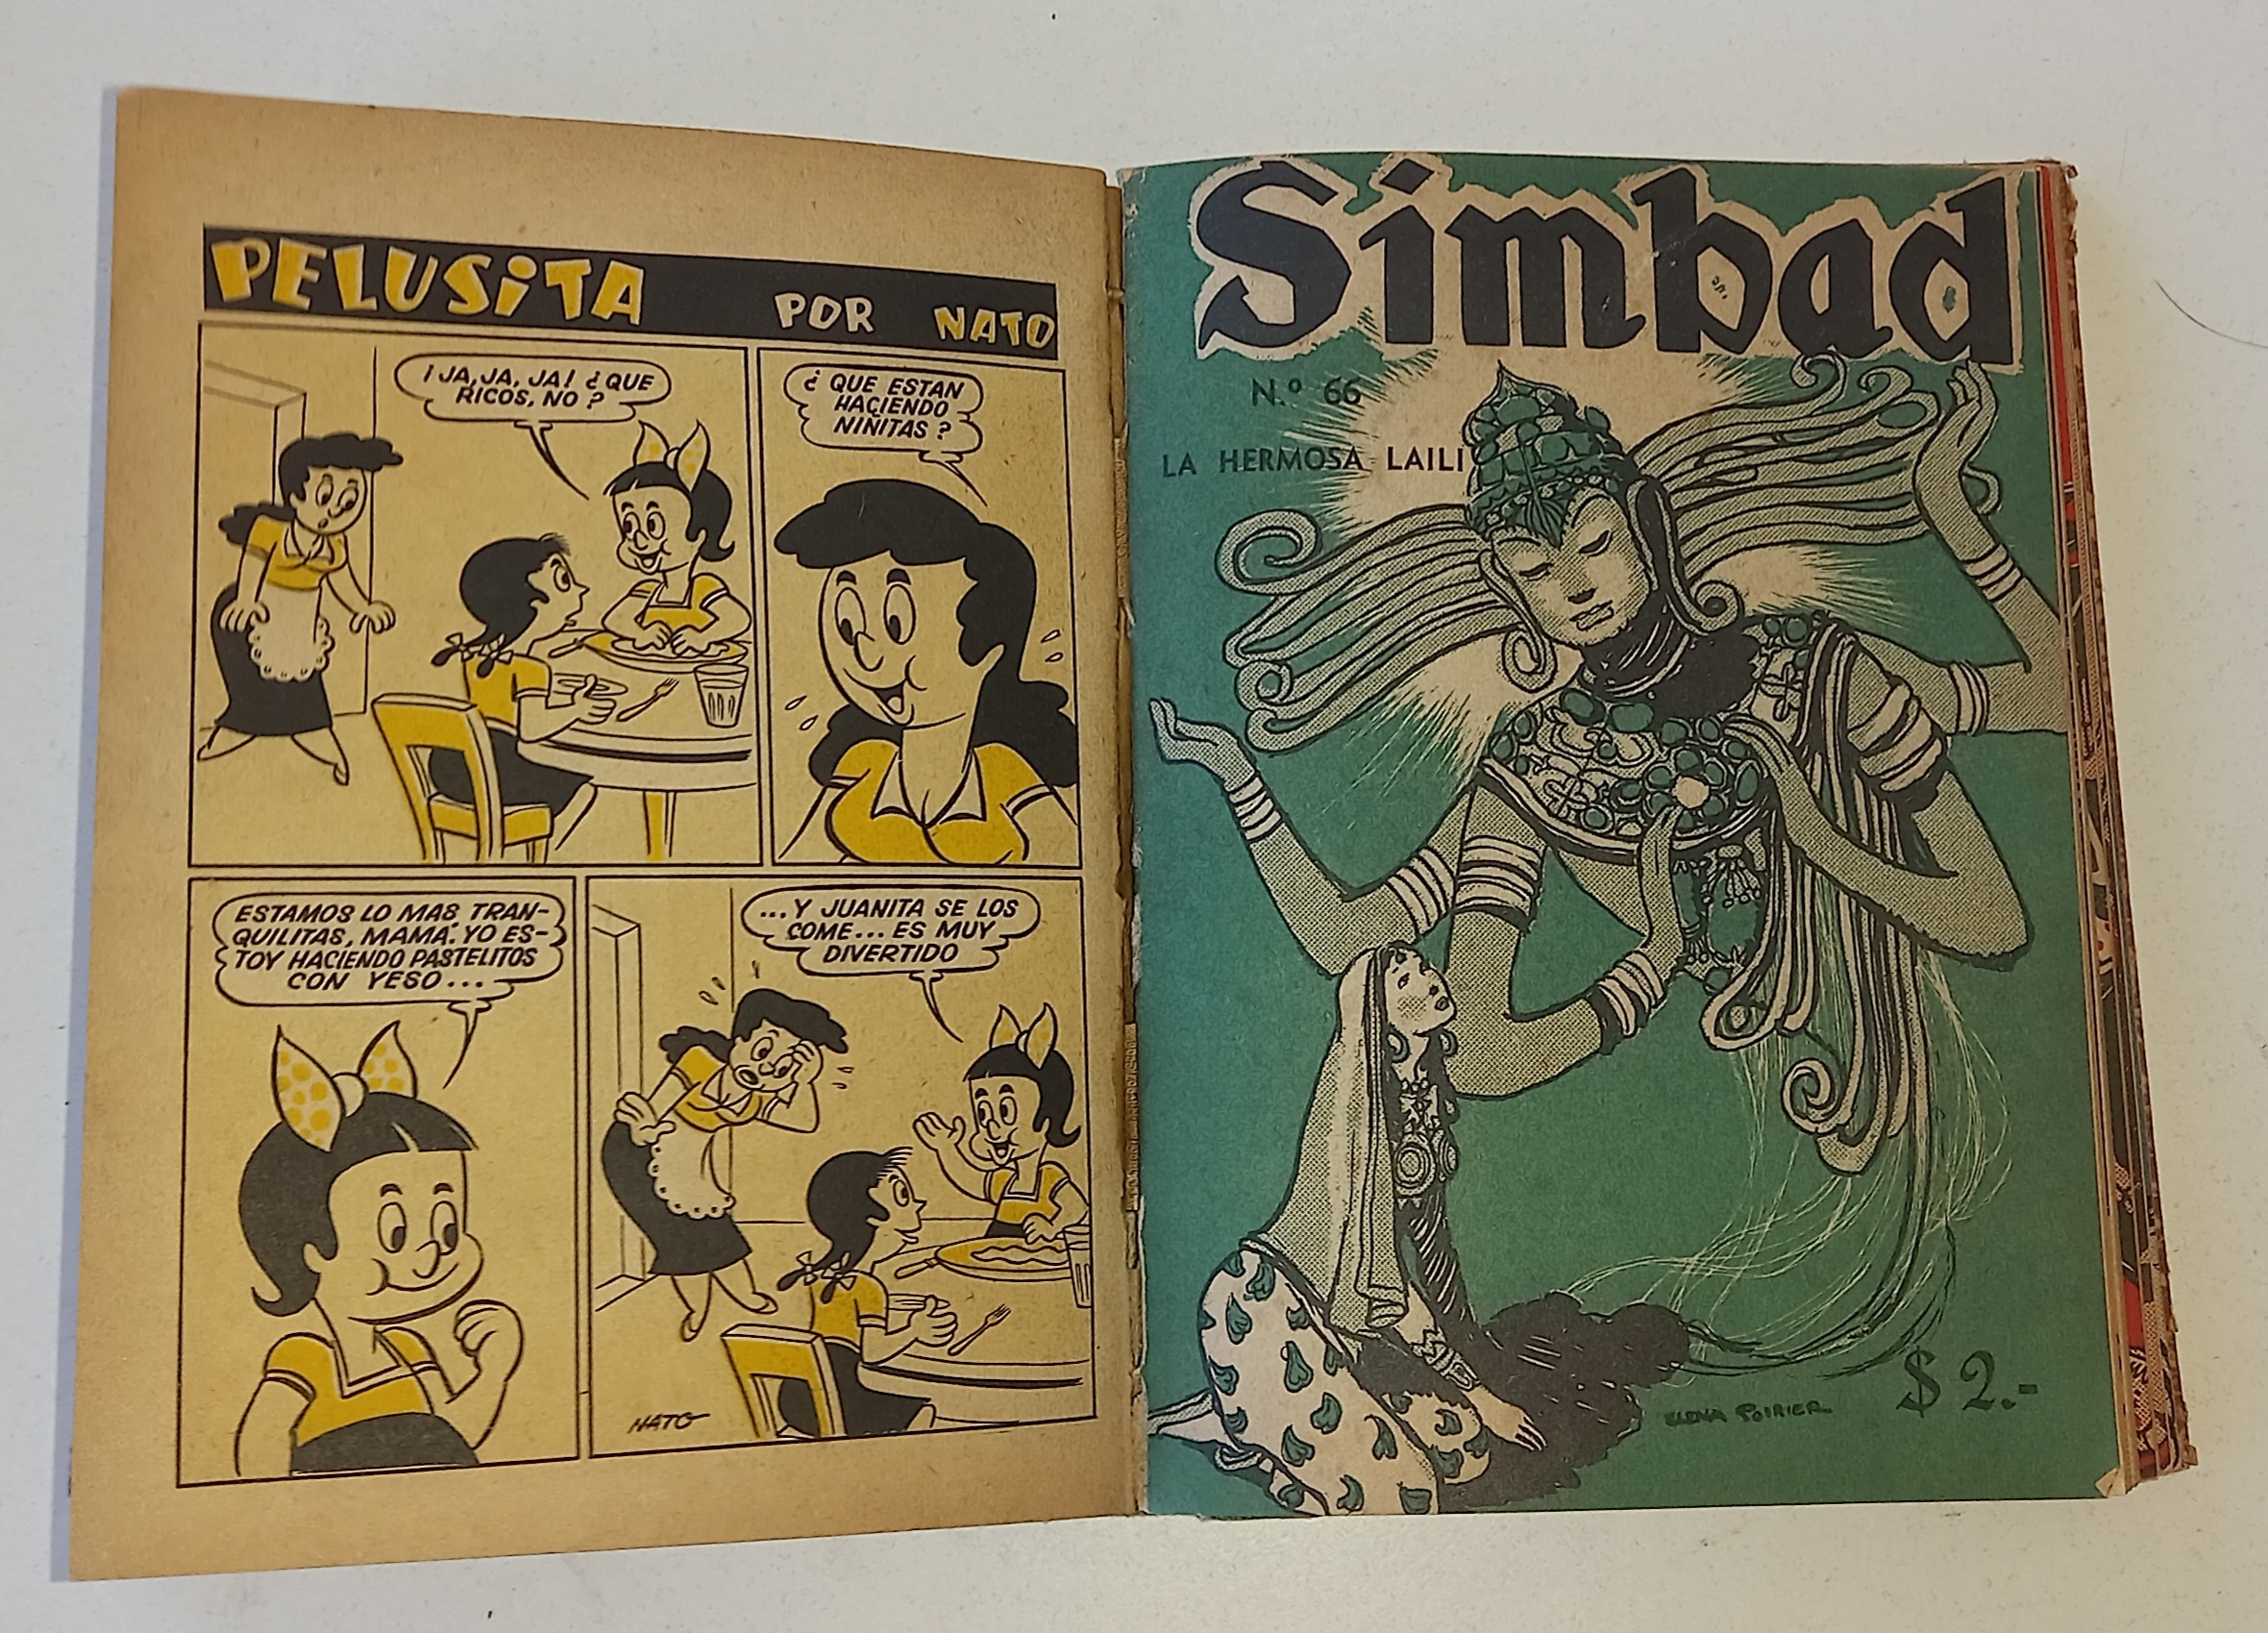 PELUSiTA POR NATO
¡JA, JA, JA! ¿QUE
RICOS, NO?
¿QUE ESTAN
HACIENDO
NIÑITAS?
ESTAMOS LO MAS TRAN-
QUILITAS, MAMA. YO ES-
TOY HACIENDO PASTELITOS
CON YESO...
...Y JUANITA SE LOS
COME... ES MUY
DIVERTIDO
NATO
Simbad
N.º 66
LA HERMOSA LAILI
ELENA POIRIER
$ 2.-